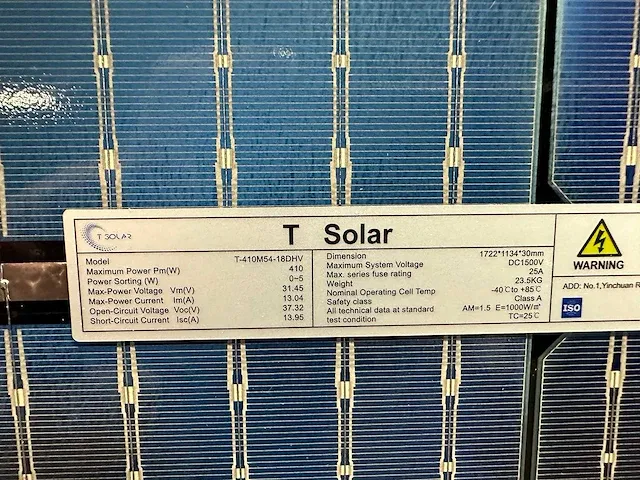 T SOLAR
T Solar
Model T-410M54-18DHV
Maximum Power Pm(W) 410
Power Sorting (W) 0~5
Max-Power Voltage Vm(V) 31.45
Max-Power Current Im(A) 13.04
Open-Circuit Voltage Voc(V) 37.32
Short-Circuit Current Isc(A) 13.95
Dimension 1722*1134*30mm
Maximum System Voltage DC1500V
Max. series fuse rating 25A
Weight 23.5KG
Nominal Operating Cell Temp -40℃to +85℃
Safety class Class A
All technical data at standard AM=1.5 E=1000W/㎡
test condition TC=25℃
WARNING
ADD: No.1,Yinchuan R
ISO